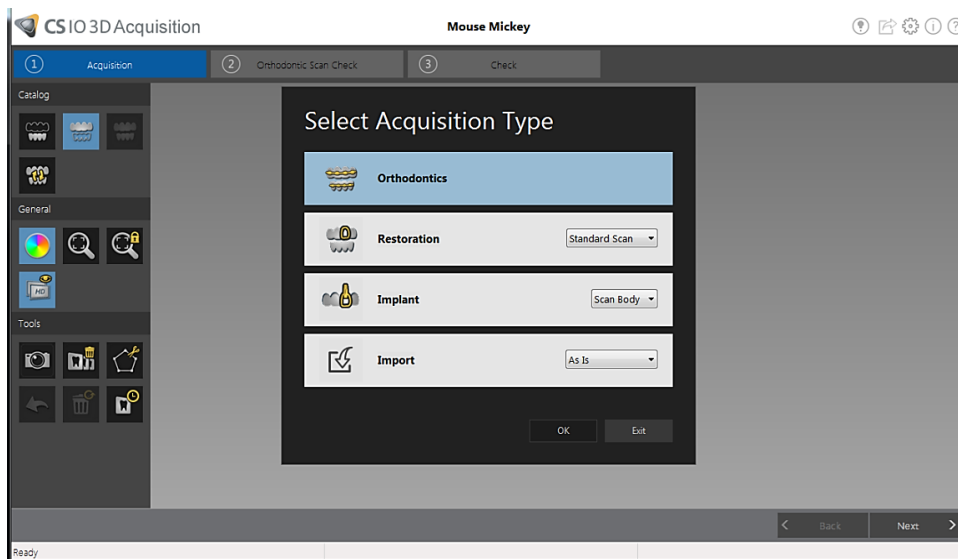 CS IO 3D Acquisition
Mouse Mickey
1 Acquisition
2 Orthodontic Scan Check
3 Check
Catalog
General
HD
Tools
Select Acquisition Type
Orthodontics
Restoration Standard Scan
Implant Scan Body
Import As Is
OK Exit
Back Next
Ready